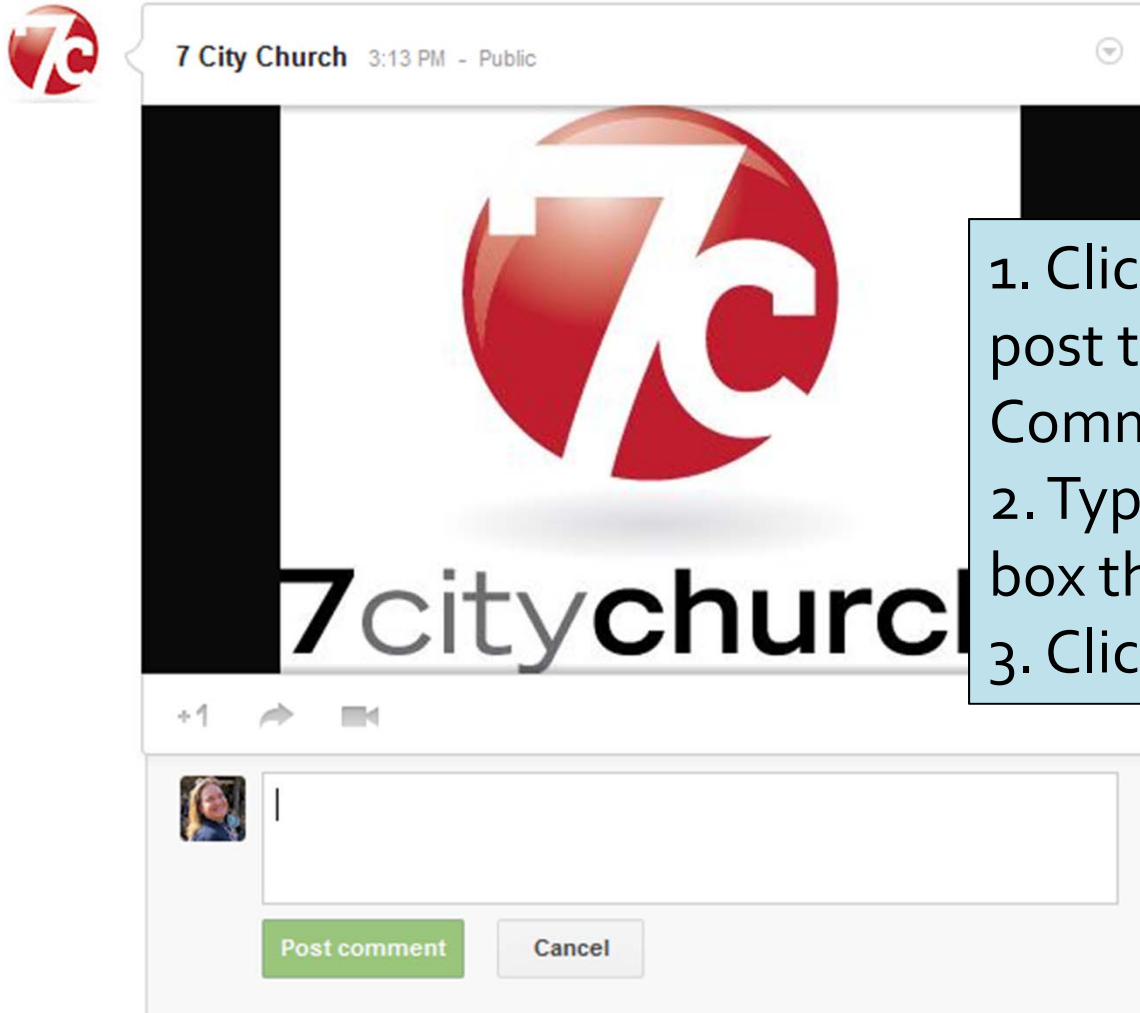 7c
7 City Church 3:13 PM - Public
7c
7citychurc
1. Clic
post t
Comm
2. Typ
box th
3. Clic
+1
Post comment Cancel